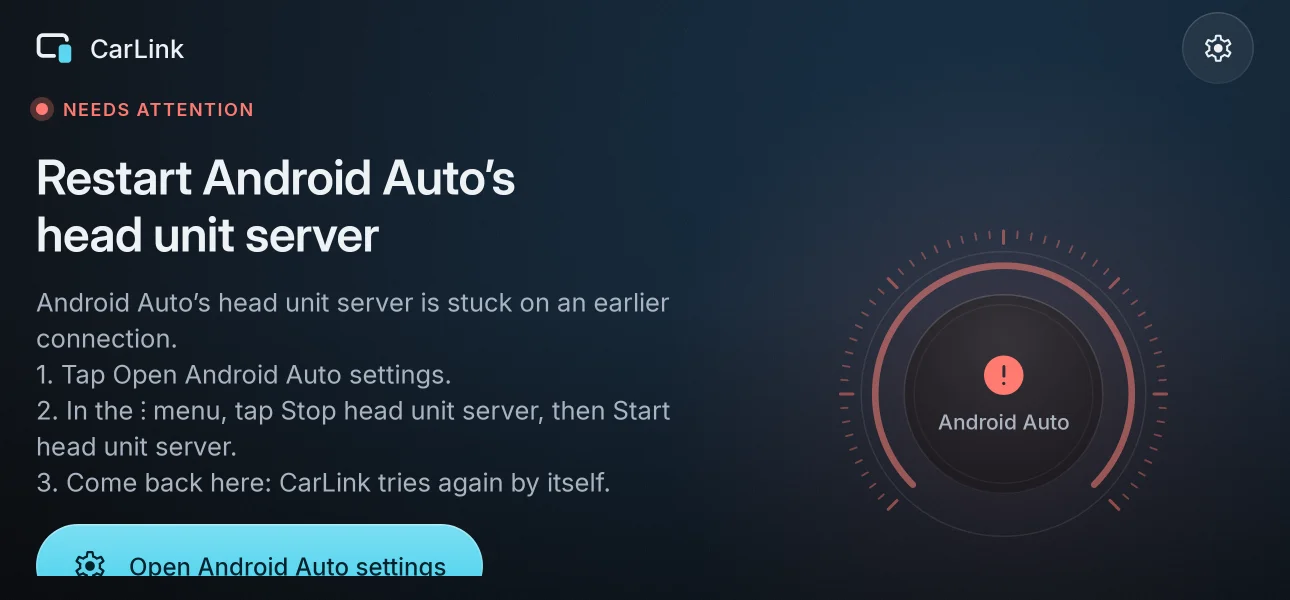 CarLink
NEEDS ATTENTION
Restart Android Auto’s
head unit server
Android Auto’s head unit server is stuck on an earlier
connection.
1. Tap Open Android Auto settings.
2. In the ⋮ menu, tap Stop head unit server, then Start
head unit server.
3. Come back here: CarLink tries again by itself.
Open Android Auto settings
!
Android Auto